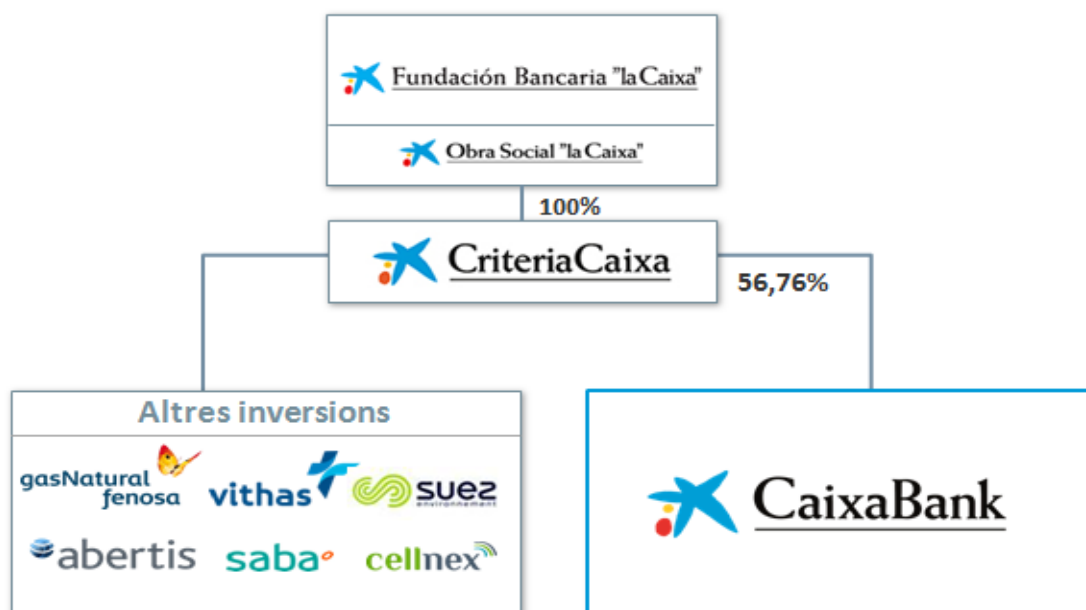 Fundación Bancaria "la Caixa"
Obra Social "la Caixa"
100%
CriteriaCaixa
56,76%
Altres inversions
gasNatural
fenosa
vithas
suez
environnement
abertis
saba
cellnex
CaixaBank